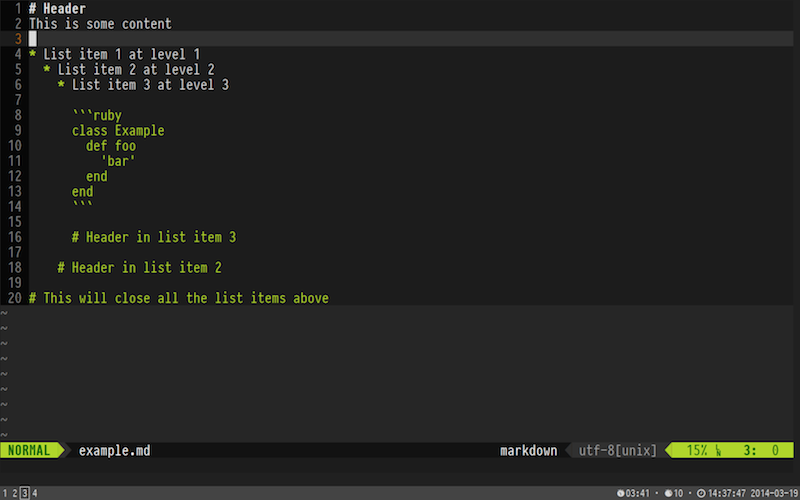 1 # Header
2 This is some content
3
4 * List item 1 at level 1
5   * List item 2 at level 2
6     * List item 3 at level 3
7
8       ```ruby
9       class Example
10         def foo
11           'bar'
12         end
13       end
14       ```
15
16       # Header in list item 3
17
18     # Header in list item 2
19
20 # This will close all the list items above
~
~
~
~
~
~
~
~
~
NORMAL example.md markdown utf-8[unix] 15% 3: 0
1 2 3 4 03:41 · 10 · 14:37:47 2014-03-19